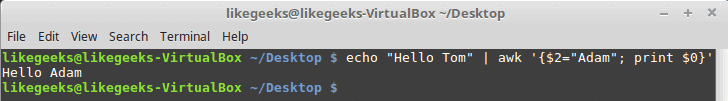 likegeeks@likegeeks-VirtualBox ~/Desktop
File Edit View Search Terminal Help
likegeeks@likegeeks-VirtualBox ~/Desktop $ echo "Hello Tom" | awk '{$2="Adam"; print $0}'
Hello Adam
likegeeks@likegeeks-VirtualBox ~/Desktop $